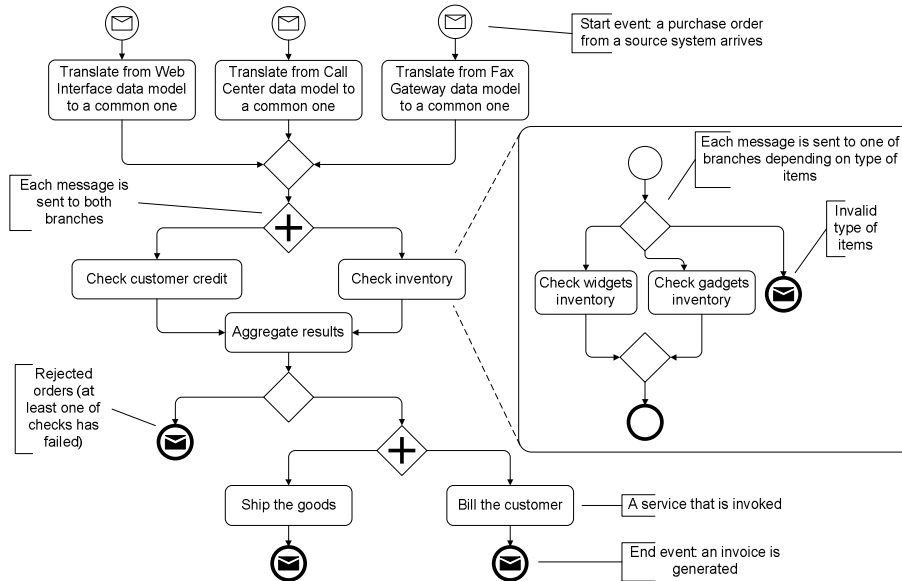 Start event: a purchase order
from a source system arrives
Translate from Web
Interface data model
to a common one
Translate from Call
Center data model to
a common one
Translate from Fax
Gateway data model
to a common one
Each message is sent to one of
branches depending on type of
items
Each message is
sent to both
branches
Invalid
type of
items
Check customer credit
Check inventory
Check widgets
inventory
Check gadgets
inventory
Aggregate results
Rejected
orders (at
least one of
checks has
failed)
Ship the goods
Bill the customer
A service that is invoked
End event: an invoice is
generated